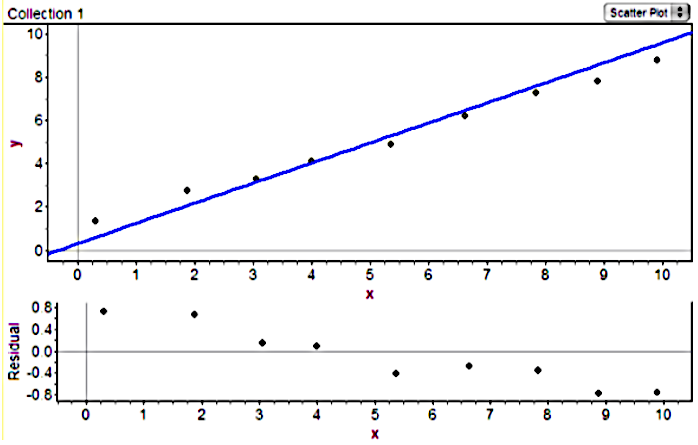 Collection 1
Scatter Plot
10
8
6
4
2
0
y
0 1 2 3 4 5 6 7 8 9 10
x
0.8
0.4
0.0
-0.4
-0.8
Residual
0 1 2 3 4 5 6 7 8 9 10
x